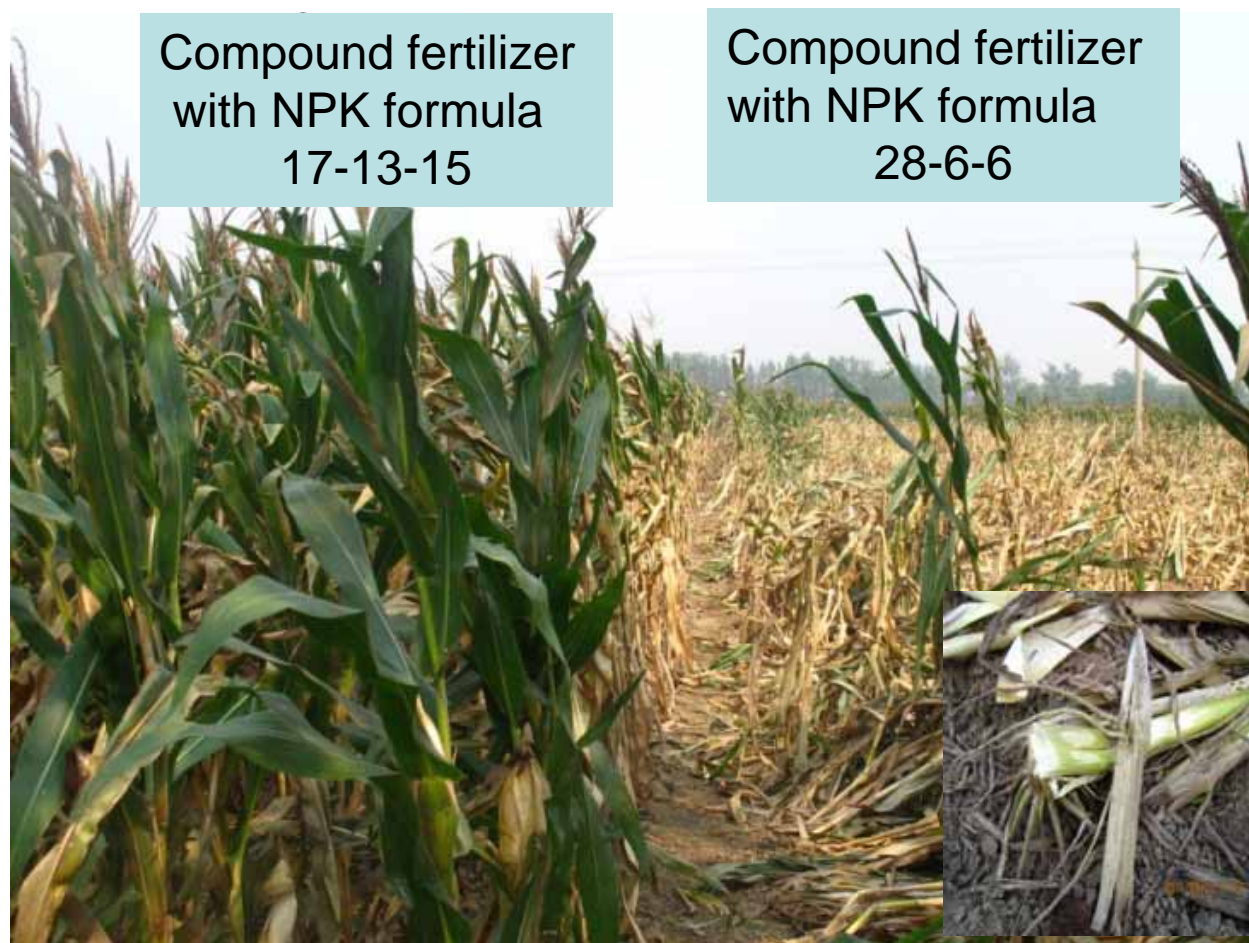 Compound fertilizer
with NPK formula
17-13-15
Compound fertilizer
with NPK formula
28-6-6